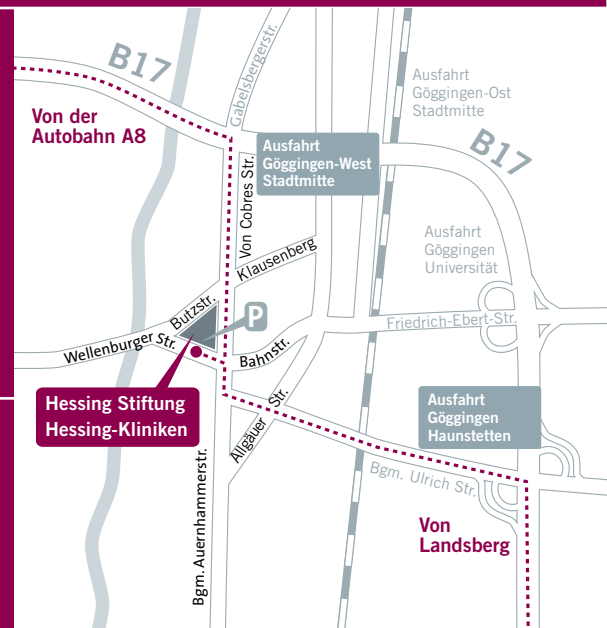 B17
Gabelsbergerstr.
Ausfahrt
Göggingen-Ost
Stadtmitte
Von der
Autobahn A8
Ausfahrt
Göggingen-West
Stadtmitte
B17
Von Cobres Str.
Ausfahrt
Göggingen
Universität
Klausenberg
Butzstr.
P
Friedrich-Ebert-Str.
Wellenburger Str.
Bahnstr.
Hessing Stiftung
Hessing-Kliniken
Allgäuer Str.
Ausfahrt
Göggingen
Haunstetten
Bgm. Ulrich Str.
Bgm. Auernhammerstr.
Von
Landsberg